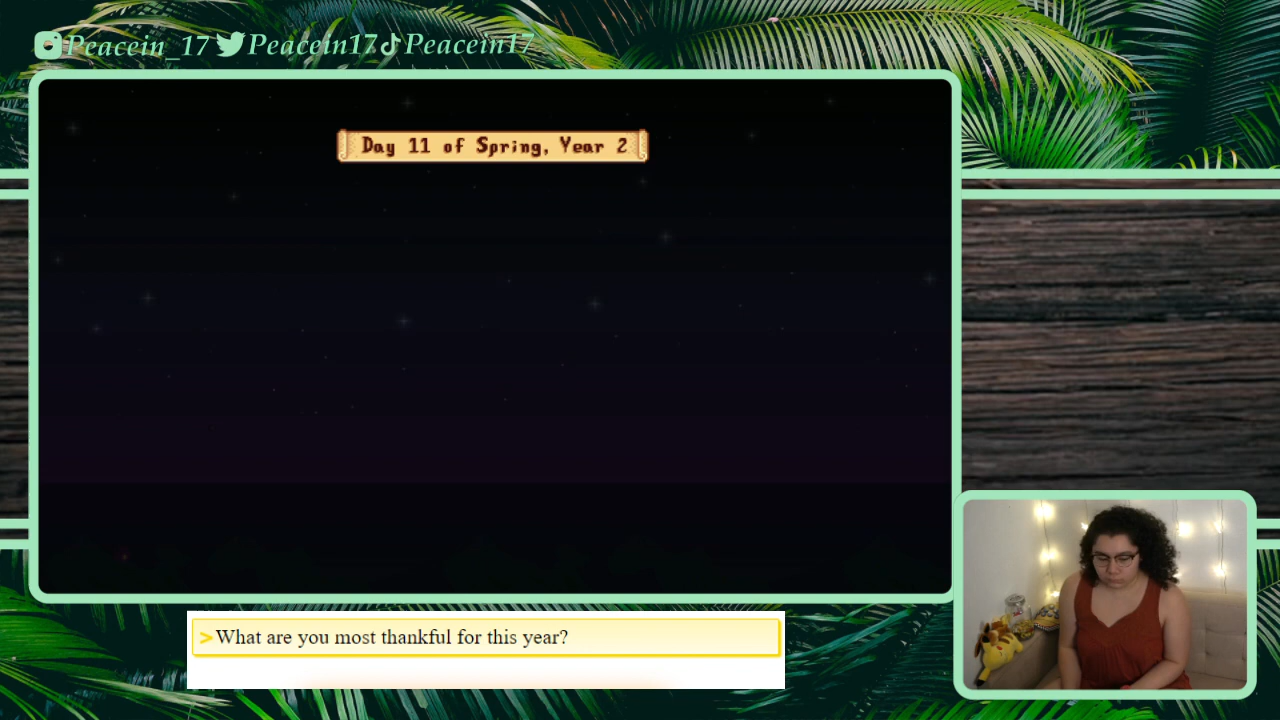 Peacein_17 Peacein17 Peacein17
Day 11 of Spring, Year 2
>What are you most thankful for this year?